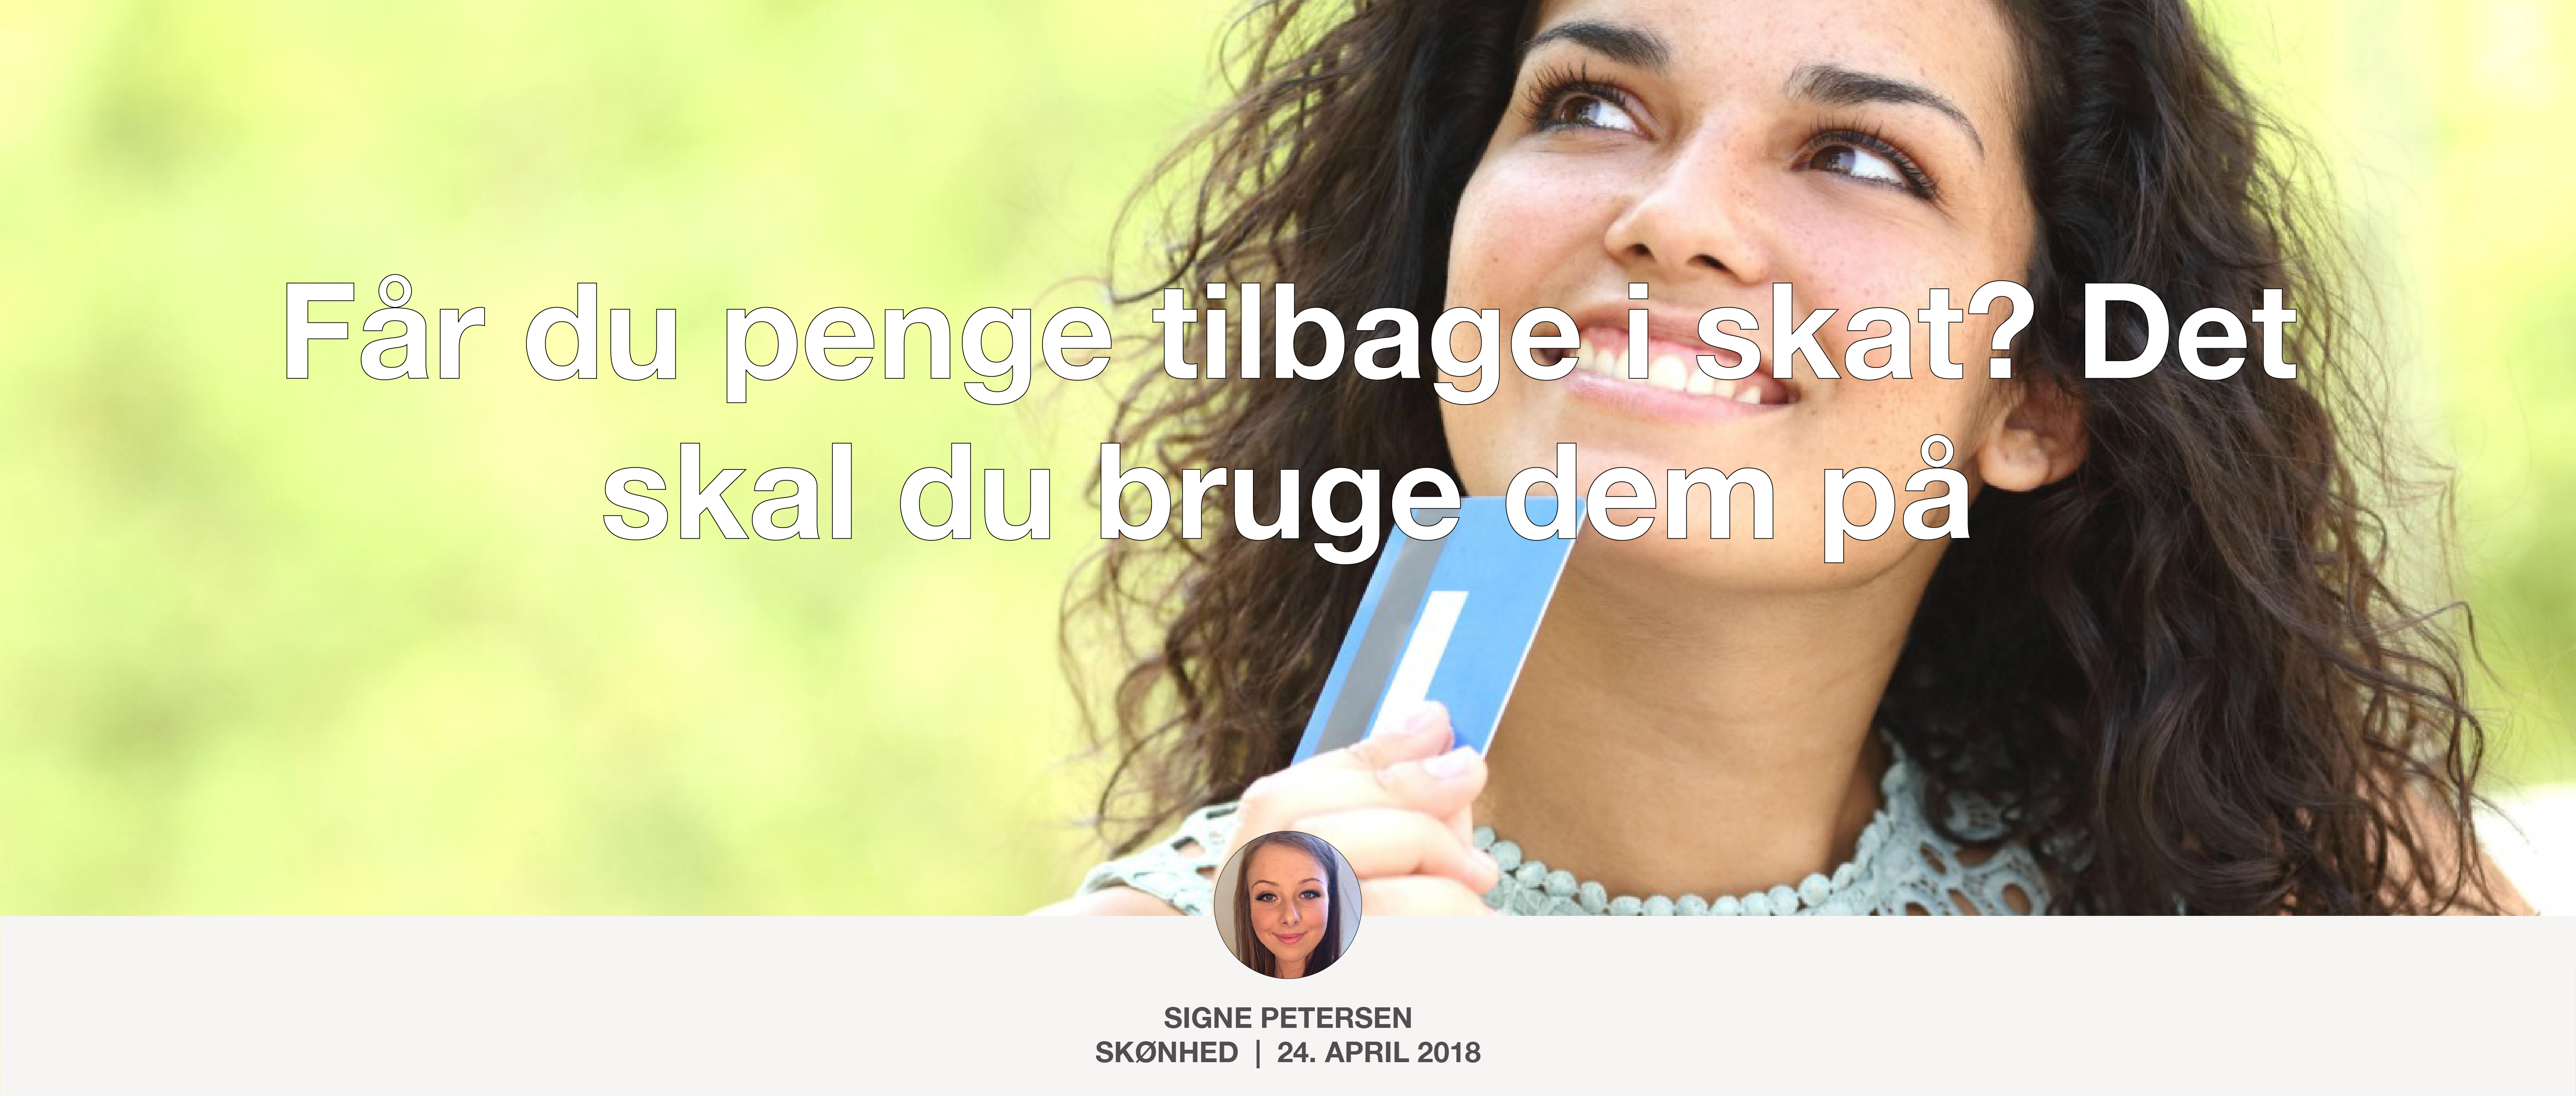 Får du penge tilbage i skat? Det
skal du bruge dem på
SIGNE PETERSEN
SKØNHED | 24. APRIL 2018